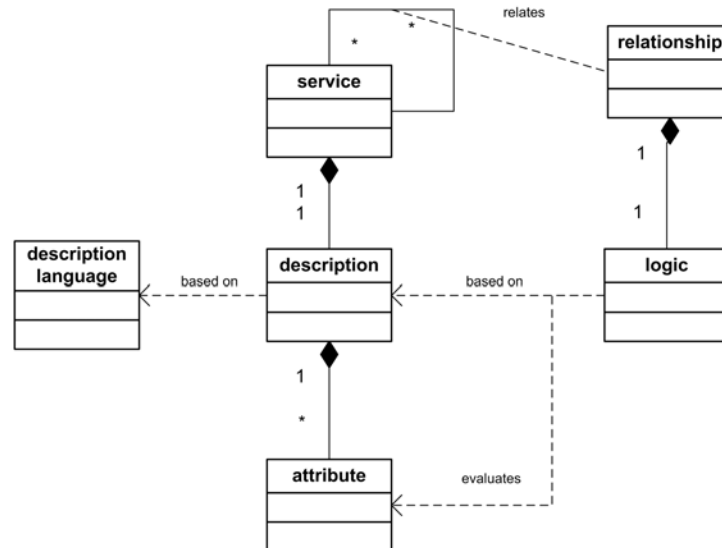 relates
*
*
relationship
service
1
1
1
1
description
language
based on
description
based on
logic
1
*
evaluates
attribute